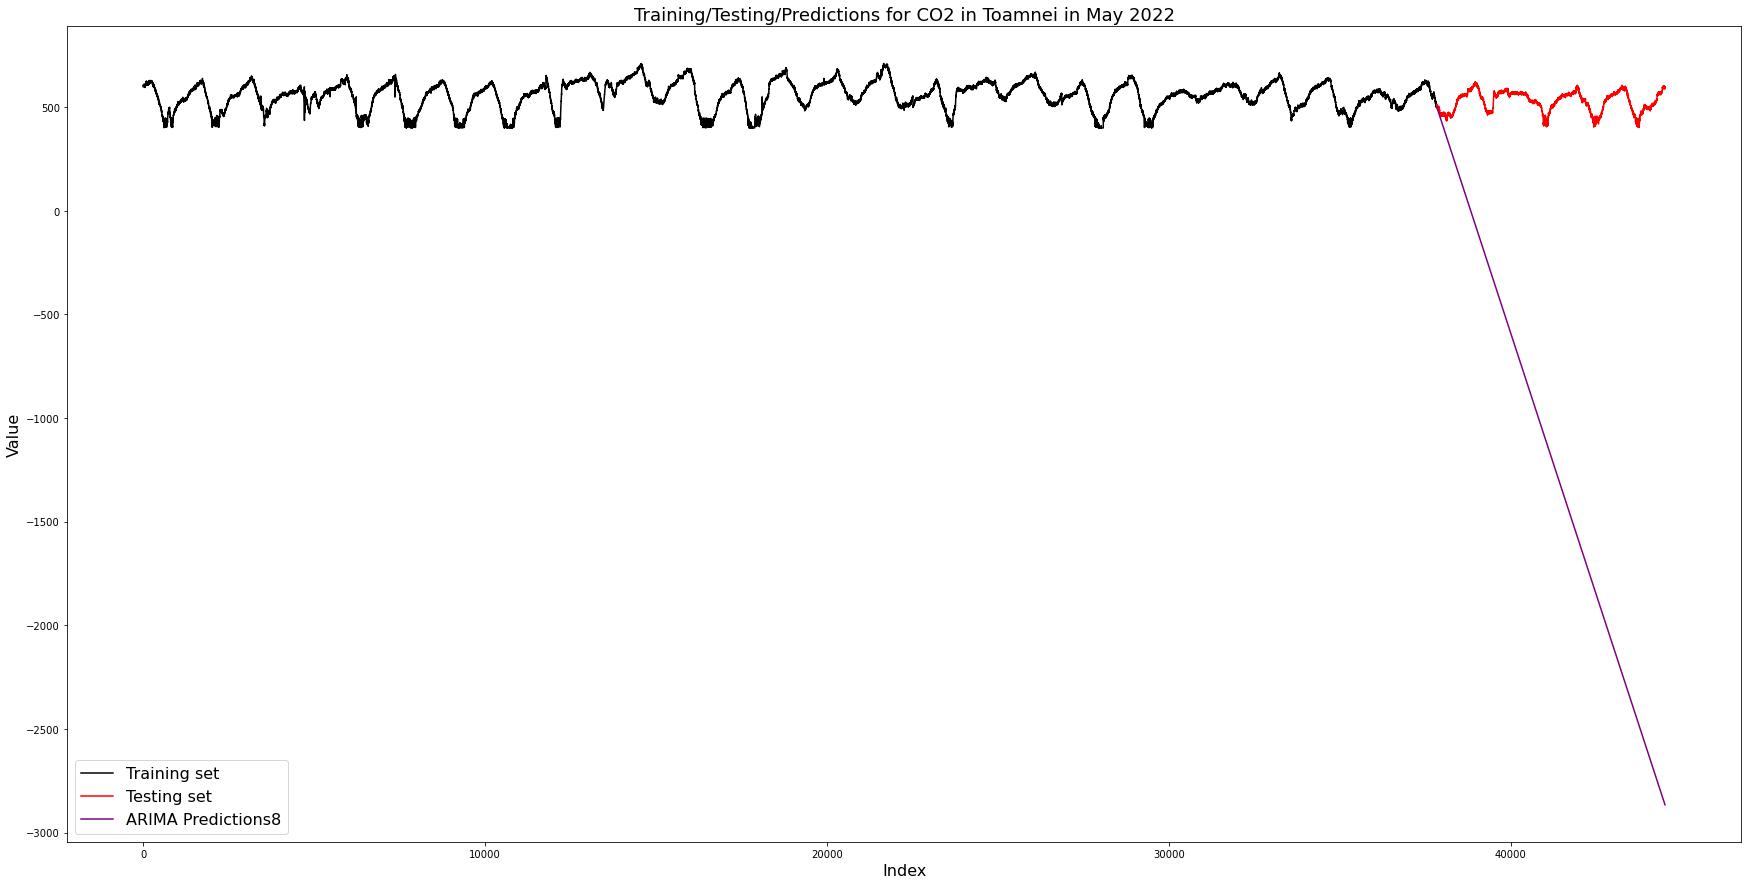 Training/Testing/Predictions for CO2 in Toamnei in May 2022
Value
500
0
−500
−1000
−1500
−2000
−2500
−3000
Training set
Testing set
ARIMA Predictions8
0
10000
20000
30000
40000
Index